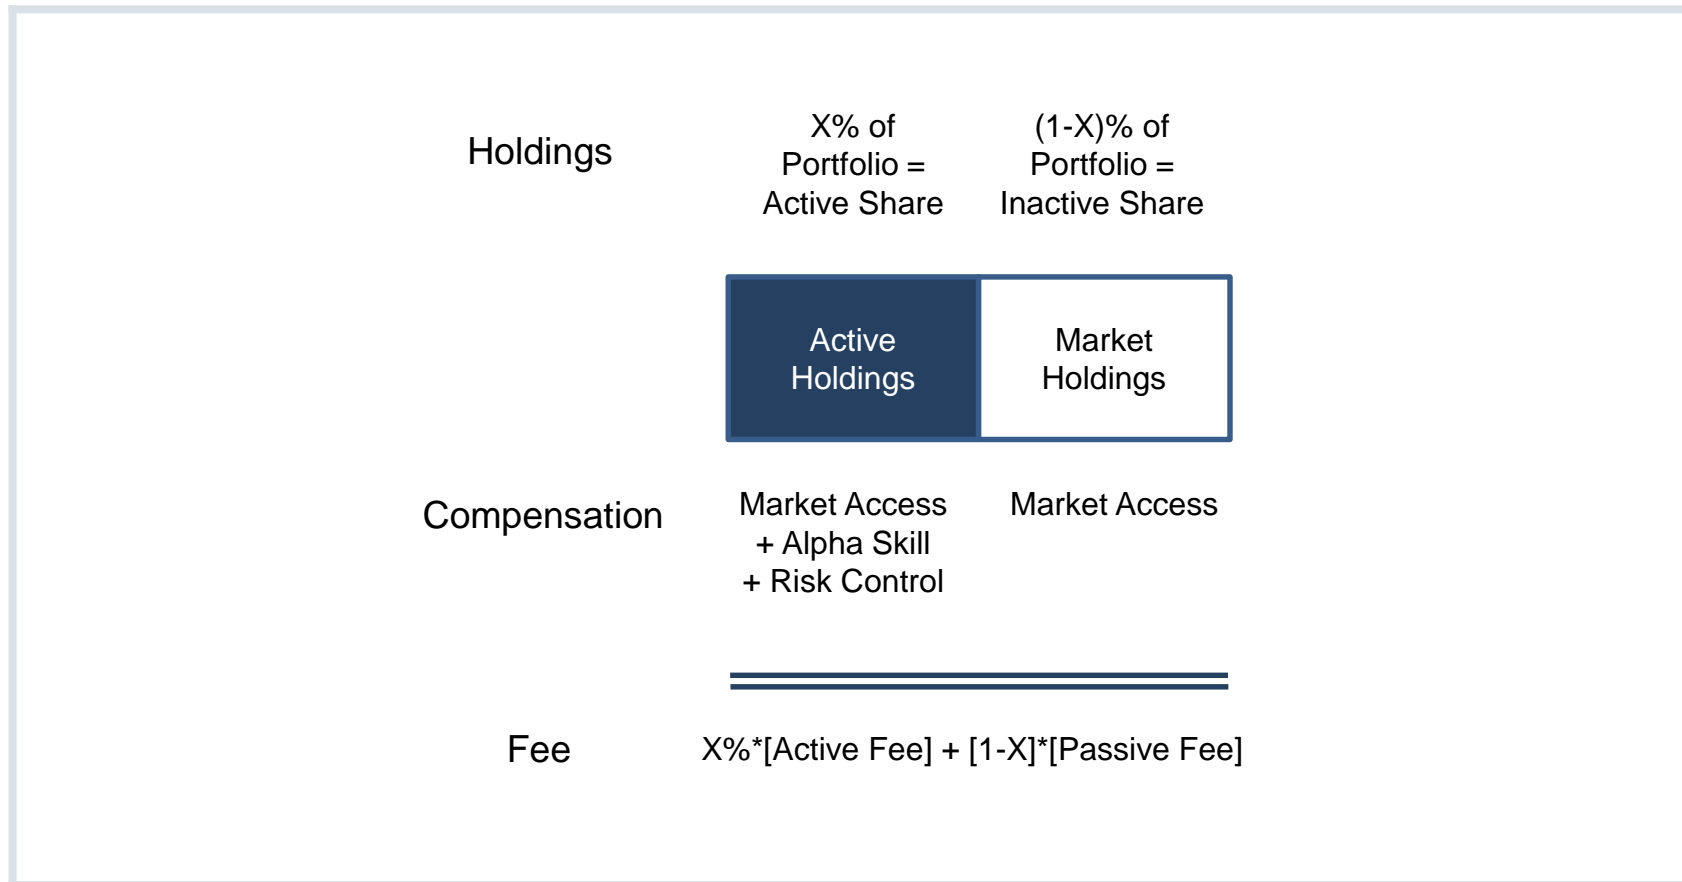 Holdings
X% of
Portfolio =
Active Share
(1-X)% of
Portfolio =
Inactive Share
Active
Holdings
Market
Holdings
Compensation
Market Access
+ Alpha Skill
+ Risk Control
Market Access
Fee
X%*[Active Fee] + [1-X]*[Passive Fee]